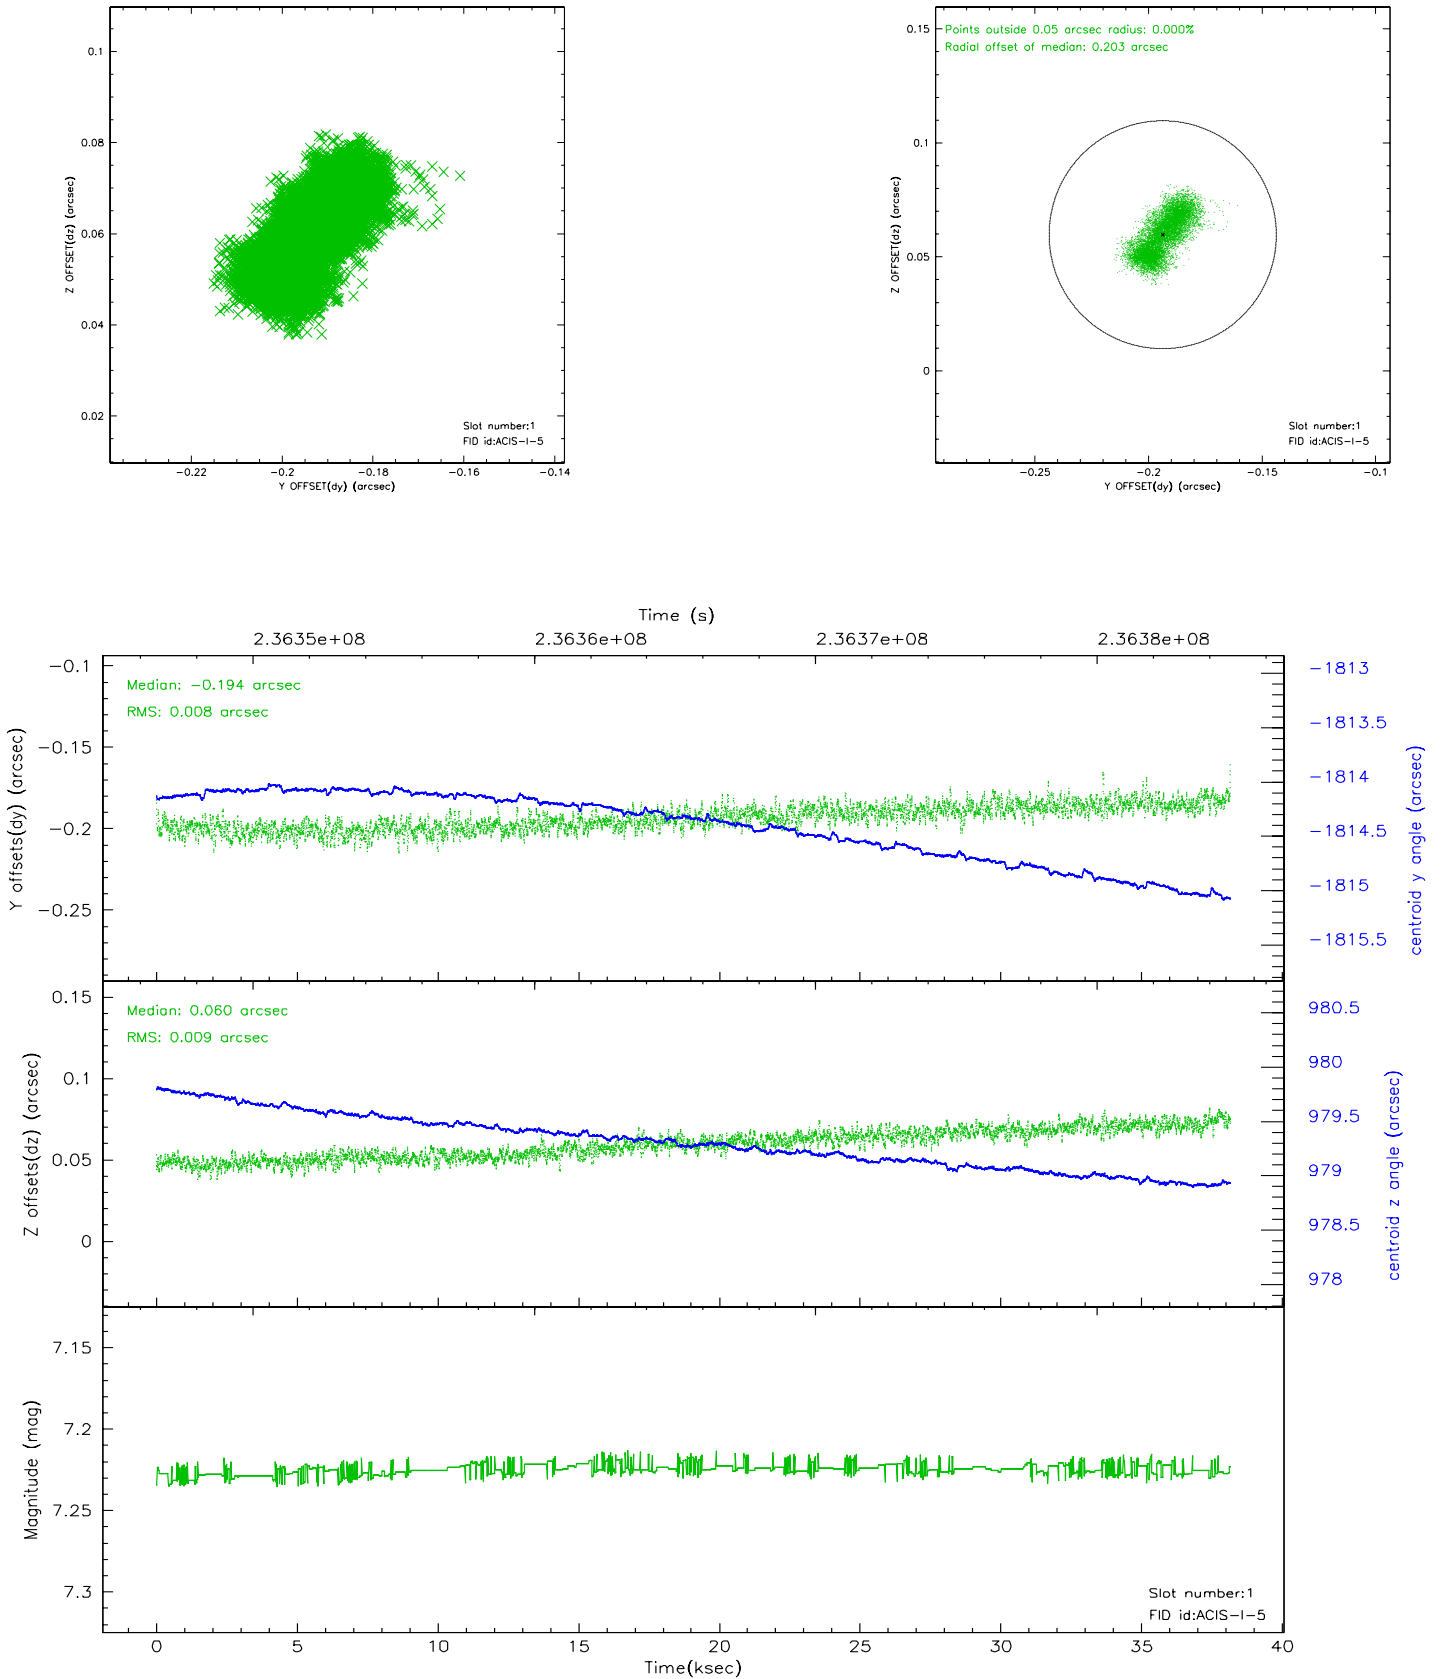 0.1
0.08
0.06
0.04
0.02
Z OFFSET(dz) (arcsec)
Slot number:1
FID id:ACIS-I-5
-0.22 -0.2 -0.18 -0.16 -0.14
Y OFFSET(dy) (arcsec)
Points outside 0.05 arcsec radius: 0.000%
Radial offset of median: 0.203 arcsec
0.15
0.1
0.05
0
Z OFFSET(dz) (arcsec)
Slot number:1
FID id:ACIS-I-5
-0.25 -0.2 -0.15 -0.1
Y OFFSET(dy) (arcsec)
Time (s)
2.3635e+08 2.3636e+08 2.3637e+08 2.3638e+08
-0.1
-0.15
-0.2
-0.25
Y offsets(dy) (arcsec)
Median: -0.194 arcsec
RMS: 0.008 arcsec
-1813
-1813.5
-1814
-1814.5
-1815
-1815.5
centroid y angle (arcsec)
0.15
0.1
0.05
0
Z offsets(dz) (arcsec)
Median: 0.060 arcsec
RMS: 0.009 arcsec
980.5
980
979.5
979
978.5
978
centroid z angle (arcsec)
7.15
7.2
7.25
7.3
Magnitude (mag)
Slot number:1
FID id:ACIS-I-5
0 5 10 15 20 25 30 35 40
Time(ksec)